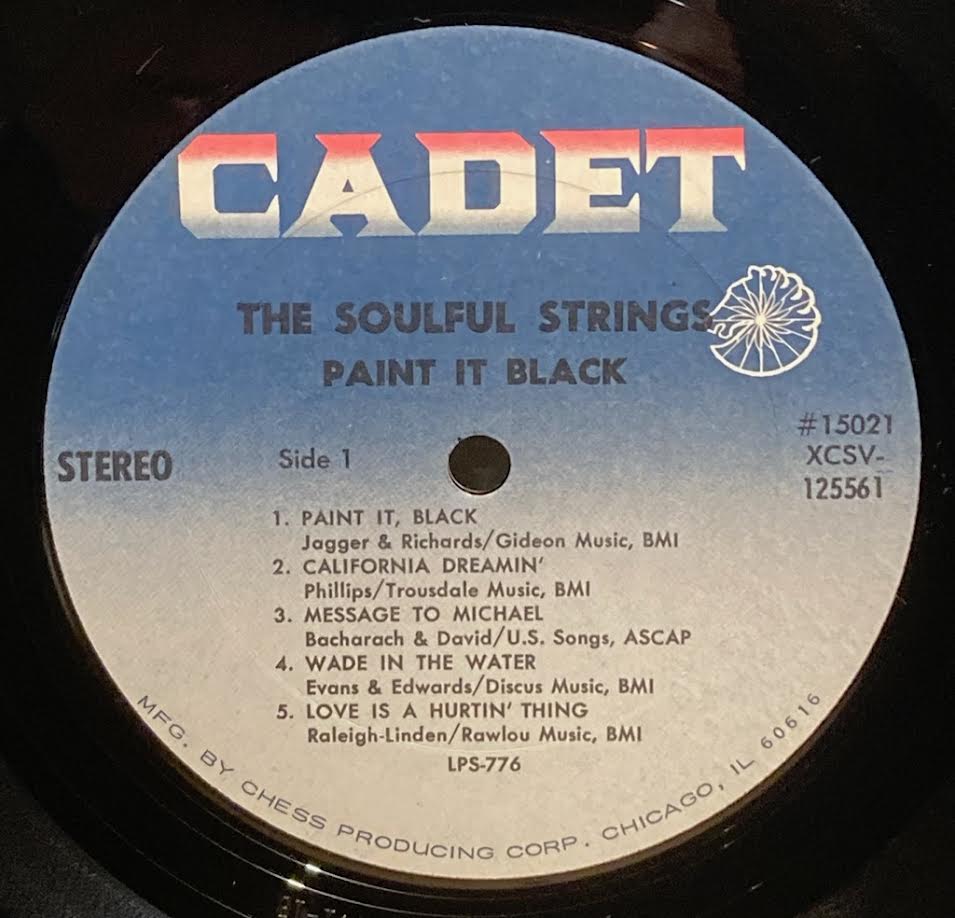 CADET
THE SOULFUL STRINGS
PAINT IT BLACK
#15021
XCSV-
125561
STEREO
Side 1
1. PAINT IT, BLACK
Jagger & Richards/Gideon Music, BMI
2. CALIFORNIA DREAMIN'
Phillips/Trousdale Music, BMI
3. MESSAGE TO MICHAEL
Bacharach & David/U.S. Songs, ASCAP
4. WADE IN THE WATER
Evans & Edwards/Discus Music, BMI
5. LOVE IS A HURTIN' THING
Raleigh-Linden/Rawlou Music, BMI
LPS-776
MFG. BY CHESS PRODUCING CORP. CHICAGO, IL 60616